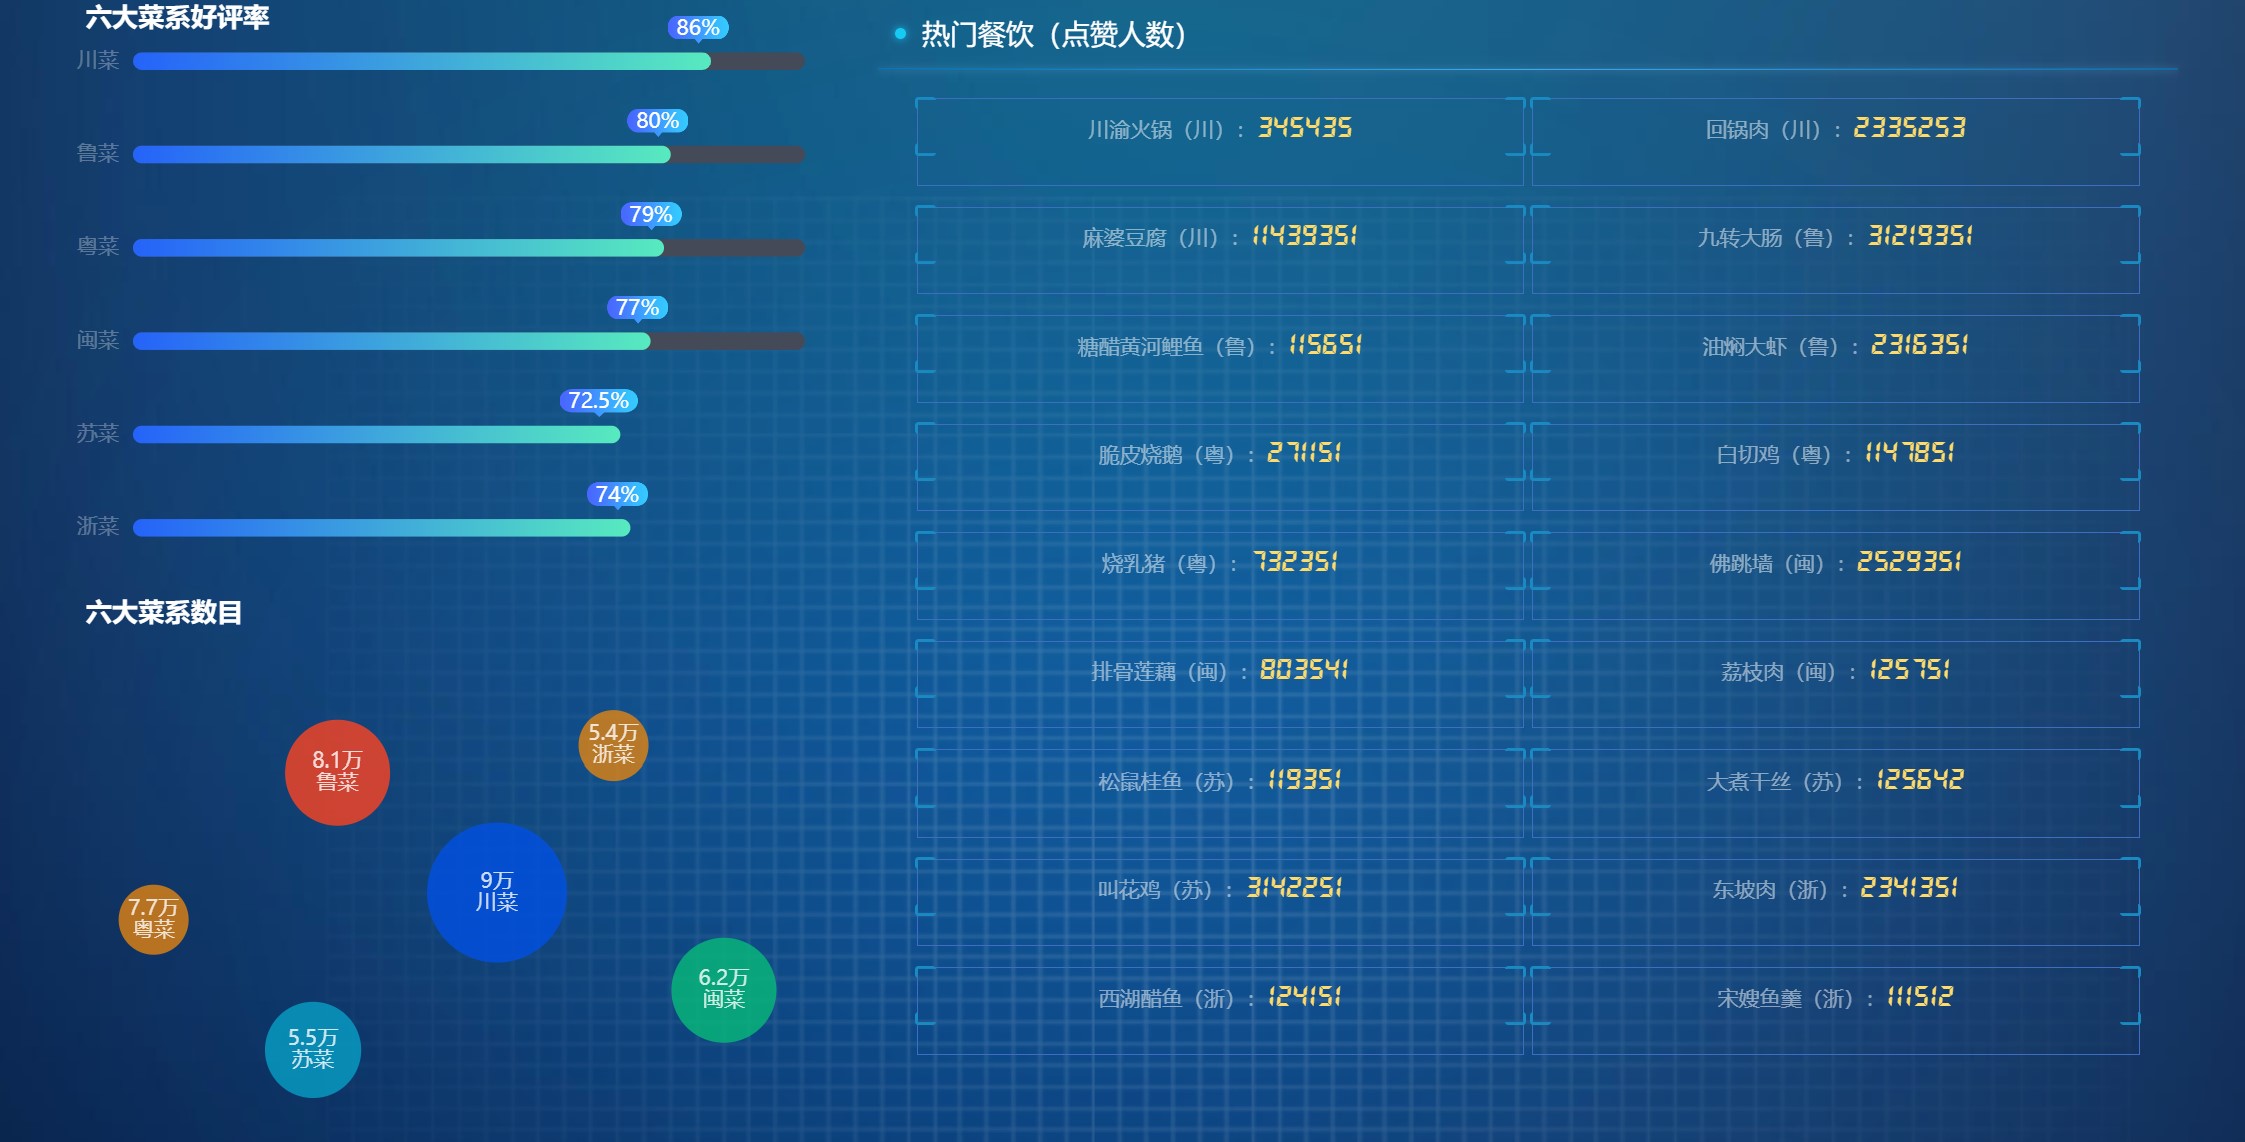 六大菜系好评率
86%
川菜
80%
鲁菜
79%
粤菜
77%
闽菜
72.5%
苏菜
74%
浙菜
六大菜系数目
5.4万
浙菜
8.1万
鲁菜
9万
川菜
7.7万
粤菜
6.2万
闽菜
5.5万
苏菜
热门餐饮（点赞人数）
川渝火锅（川）: 345435
回锅肉（川）: 2335253
麻婆豆腐（川）: 11439351
九转大肠（鲁）: 31219351
糖醋黄河鲤鱼（鲁）: 115651
油焖大虾（鲁）: 2316351
脆皮烧鹅（粤）: 271151
白切鸡（粤）: 1147851
烧乳猪（粤）: 732351
佛跳墙（闽）: 2529351
排骨莲藕（闽）: 803541
荔枝肉（闽）: 125751
松鼠桂鱼（苏）: 119351
大煮干丝（苏）: 125642
叫花鸡（苏）: 3142251
东坡肉（浙）: 2341351
西湖醋鱼（浙）: 124151
宋嫂鱼羹（浙）: 111512